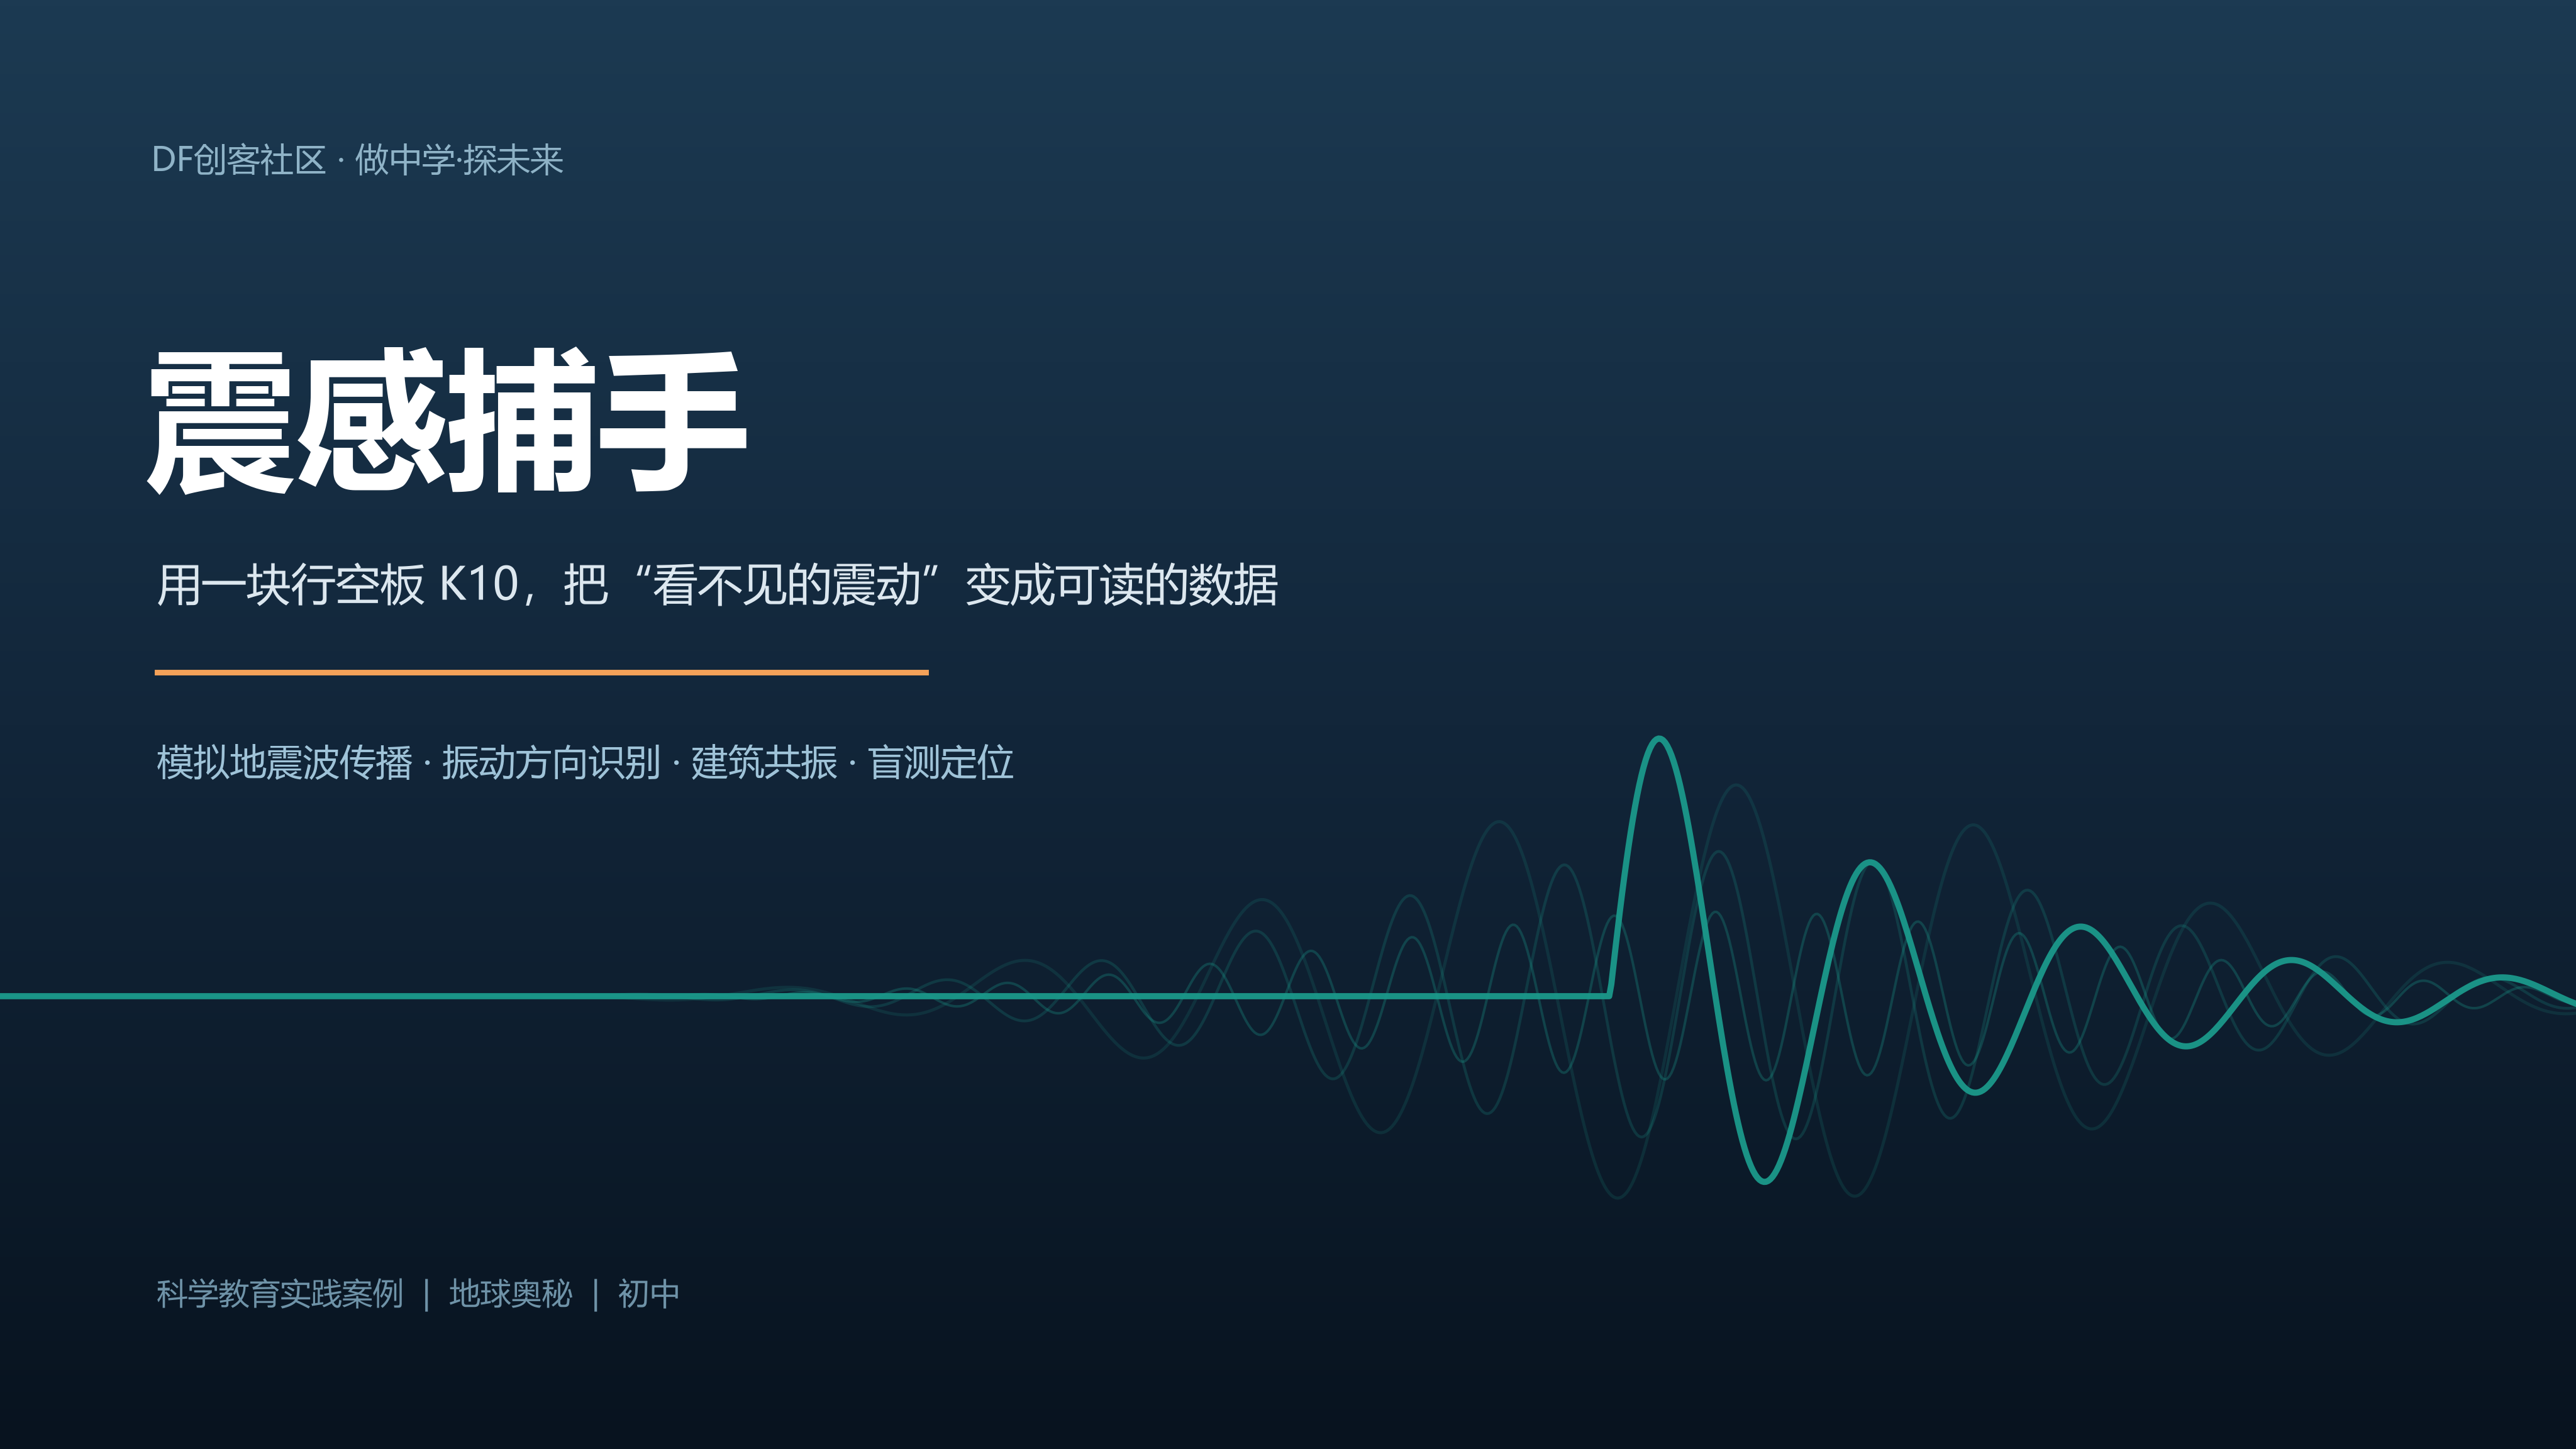 DF创客社区 · 做中学·探未来
震感捕手
用一块行空板 K10，把“看不见的震动”变成可读的数据
模拟地震波传播 · 振动方向识别 · 建筑共振 · 盲测定位
科学教育实践案 例 | 地球奥秘 | 初中